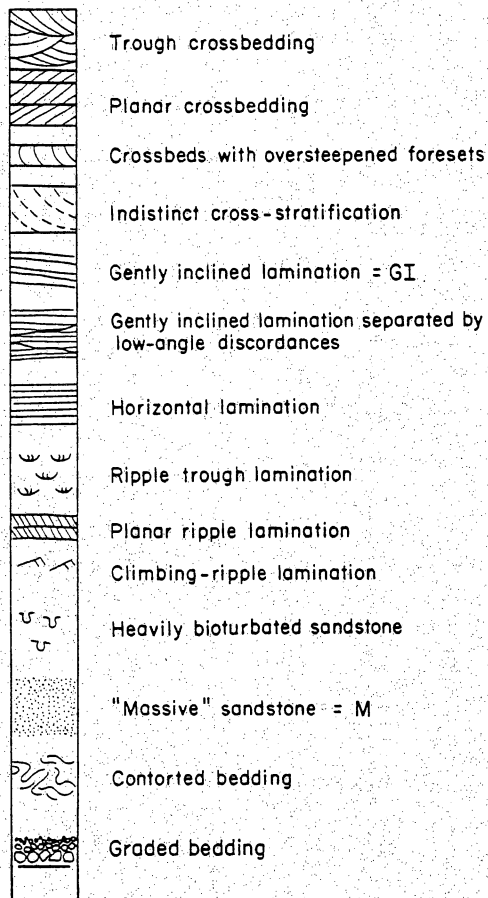 Trough crossbedding
Planar crossbedding
Crossbeds with oversteepened foresets
Indistinct cross-stratification
Gently inclined lamination = GI
Gently inclined lamination separated by
low-angle discordances
Horizontal lamination
Ripple trough lamination
Planar ripple lamination
Climbing-ripple lamination
Heavily bioturbated sandstone
"Massive" sandstone = M
Contorted bedding
Graded bedding